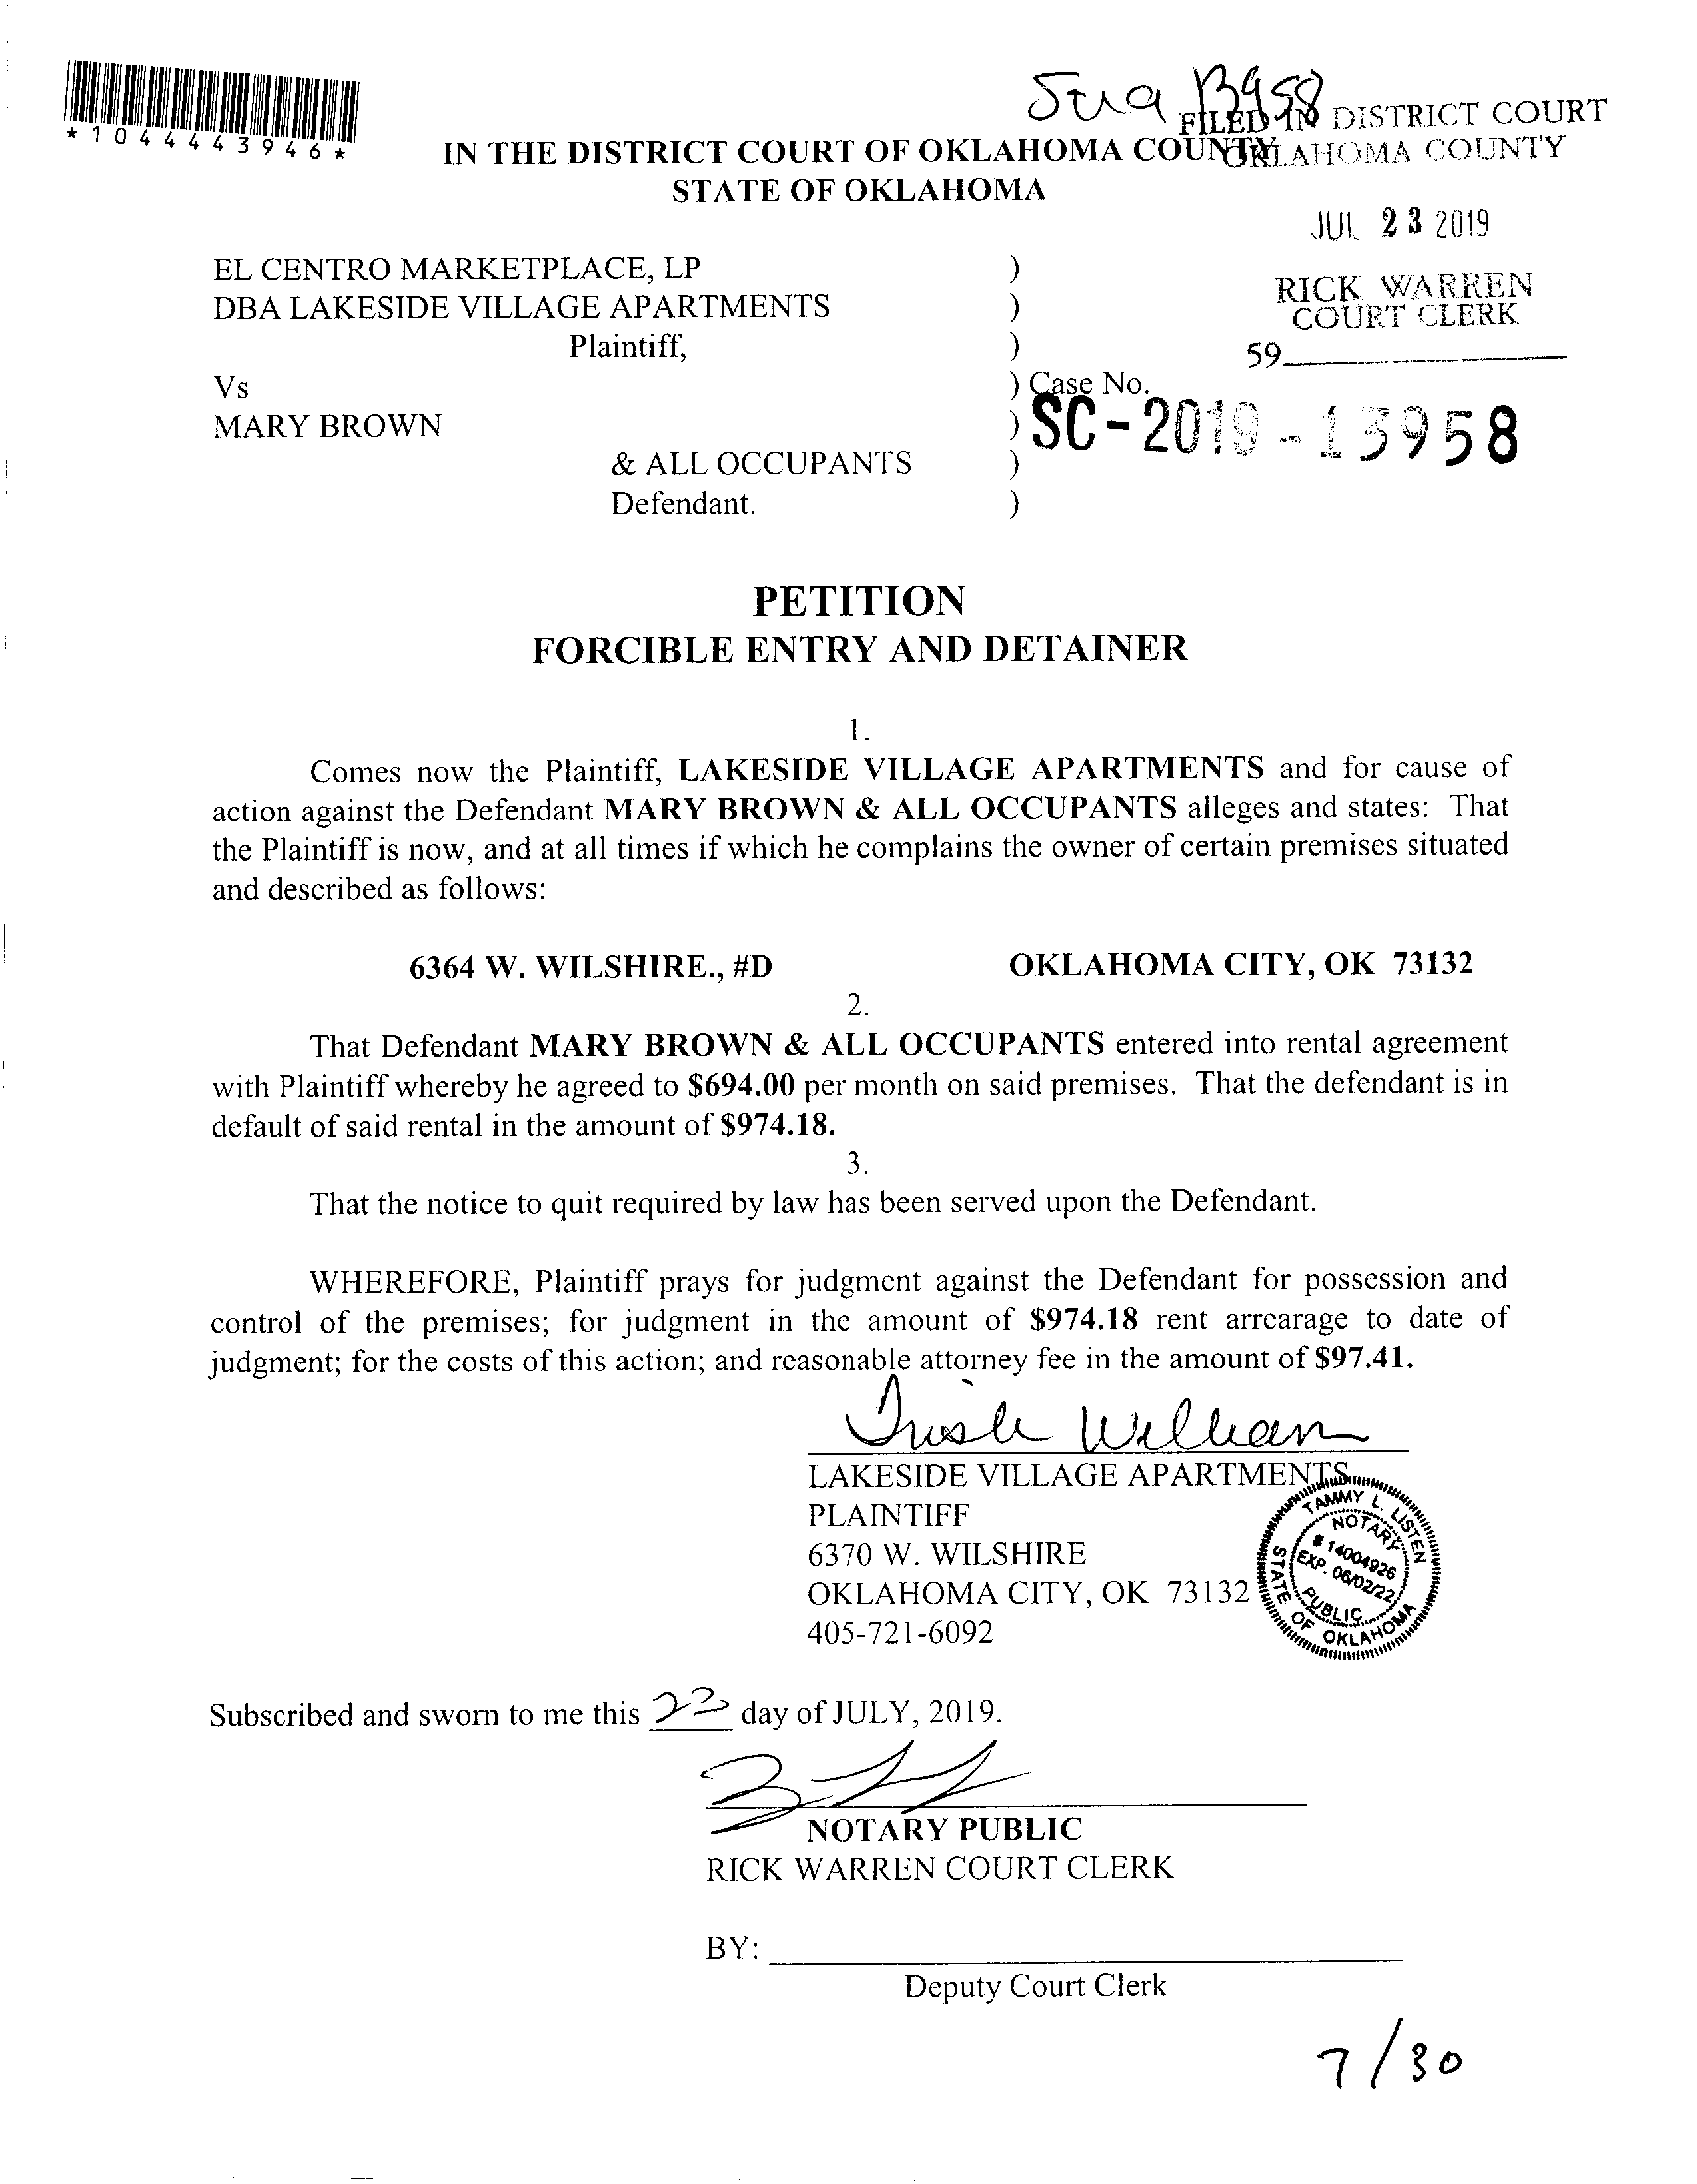 *1044443946*
FILED IN DISTRICT COURT
OKLAHOMA COUNTY
IN THE DISTRICT COURT OF OKLAHOMA COUNTY
STATE OF OKLAHOMA
JUL 23 2019
RICK WARREN
COURT CLERK
59
EL CENTRO MARKETPLACE, LP )
DBA LAKESIDE VILLAGE APARTMENTS )
Plaintiff, )
Vs ) Case No.
MARY BROWN ) SC-2019-13958
& ALL OCCUPANTS )
Defendant. )
PETITION
FORCIBLE ENTRY AND DETAINER
1.
Comes now the Plaintiff, LAKESIDE VILLAGE APARTMENTS and for cause of
action against the Defendant MARY BROWN & ALL OCCUPANTS alleges and states: That
the Plaintiff is now, and at all times if which he complains the owner of certain premises situated
and described as follows:
6364 W. WILSHIRE., #D OKLAHOMA CITY, OK 73132
2.
That Defendant MARY BROWN & ALL OCCUPANTS entered into rental agreement
with Plaintiff whereby he agreed to $694.00 per month on said premises. That the defendant is in
default of said rental in the amount of $974.18.
3.
That the notice to quit required by law has been served upon the Defendant.
WHEREFORE, Plaintiff prays for judgment against the Defendant for possession and
control of the premises; for judgment in the amount of $974.18 rent arrearage to date of
judgment; for the costs of this action; and reasonable attorney fee in the amount of $97.41.
LAKESIDE VILLAGE APARTMENTS
PLAINTIFF
6370 W. WILSHIRE
OKLAHOMA CITY, OK 73132
405-721-6092
TAMMY L. LISTEN
NOTARY
# 14004926
EXP. 06/02/22
PUBLIC
STATE OF OKLAHOMA
Subscribed and sworn to me this 22 day of JULY, 2019.
NOTARY PUBLIC
RICK WARREN COURT CLERK
BY:
Deputy Court Clerk
7/30